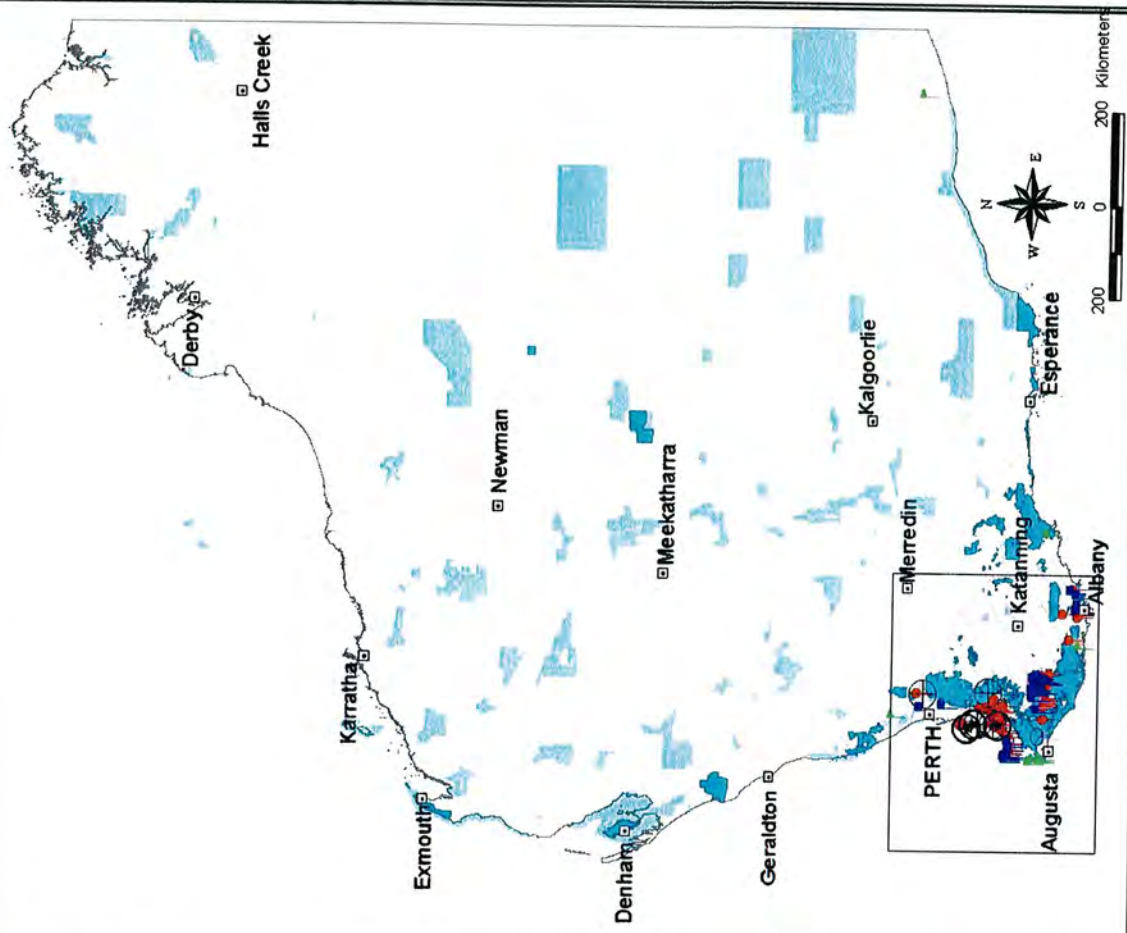 Halls Creek
Derby
Karratha
Exmouth
Newman
Denham
Meekatharra
Geraldton
Kalgoorlie
Merredin
PERTH
Katanning
Esperance
Augusta
Albany
N
W
E
S
200 0 200 Kilometers